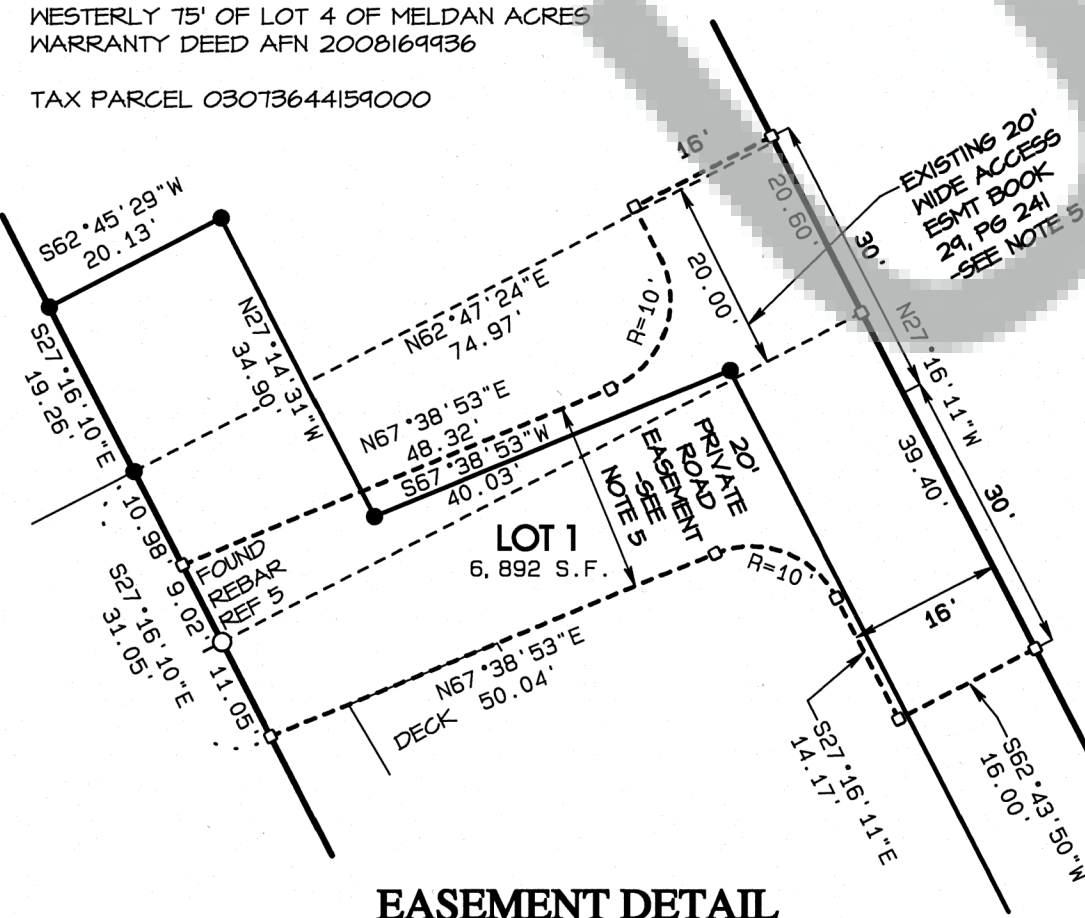 WESTERLY 75' OF LOT 4 OF MELDAN ACRES
WARRANTY DEED AFN 2008169936
TAX PARCEL 03073644159000
S62°45'29"W
20.13'
16'
EXISTING 20'
WIDE ACCESS
ESMT BOOK
29, PG 241
-SEE NOTE 5
20.60'
30'
20.00'
R=10'
N62°47'24"E
74.97'
N27°14'31"W
34.90'
S27°16'10"E
19.26'
N67°38'53"E
48.32'
S67°38'53"W
40.03'
N27°16'11"W
39.40'
30'
20'
PRIVATE
ROAD
EASEMENT
-SEE
NOTE 5
LOT 1
6,892 S.F.
10.98'
FOUND
REBAR
REF 5
9.02'
S27°16'10"E
31.05'
11.05'
R=10'
16'
N67°38'53"E
50.04'
DECK
S27°16'11"E
14.17'
S62°43'50"W
16.00'
EASEMENT DETAIL